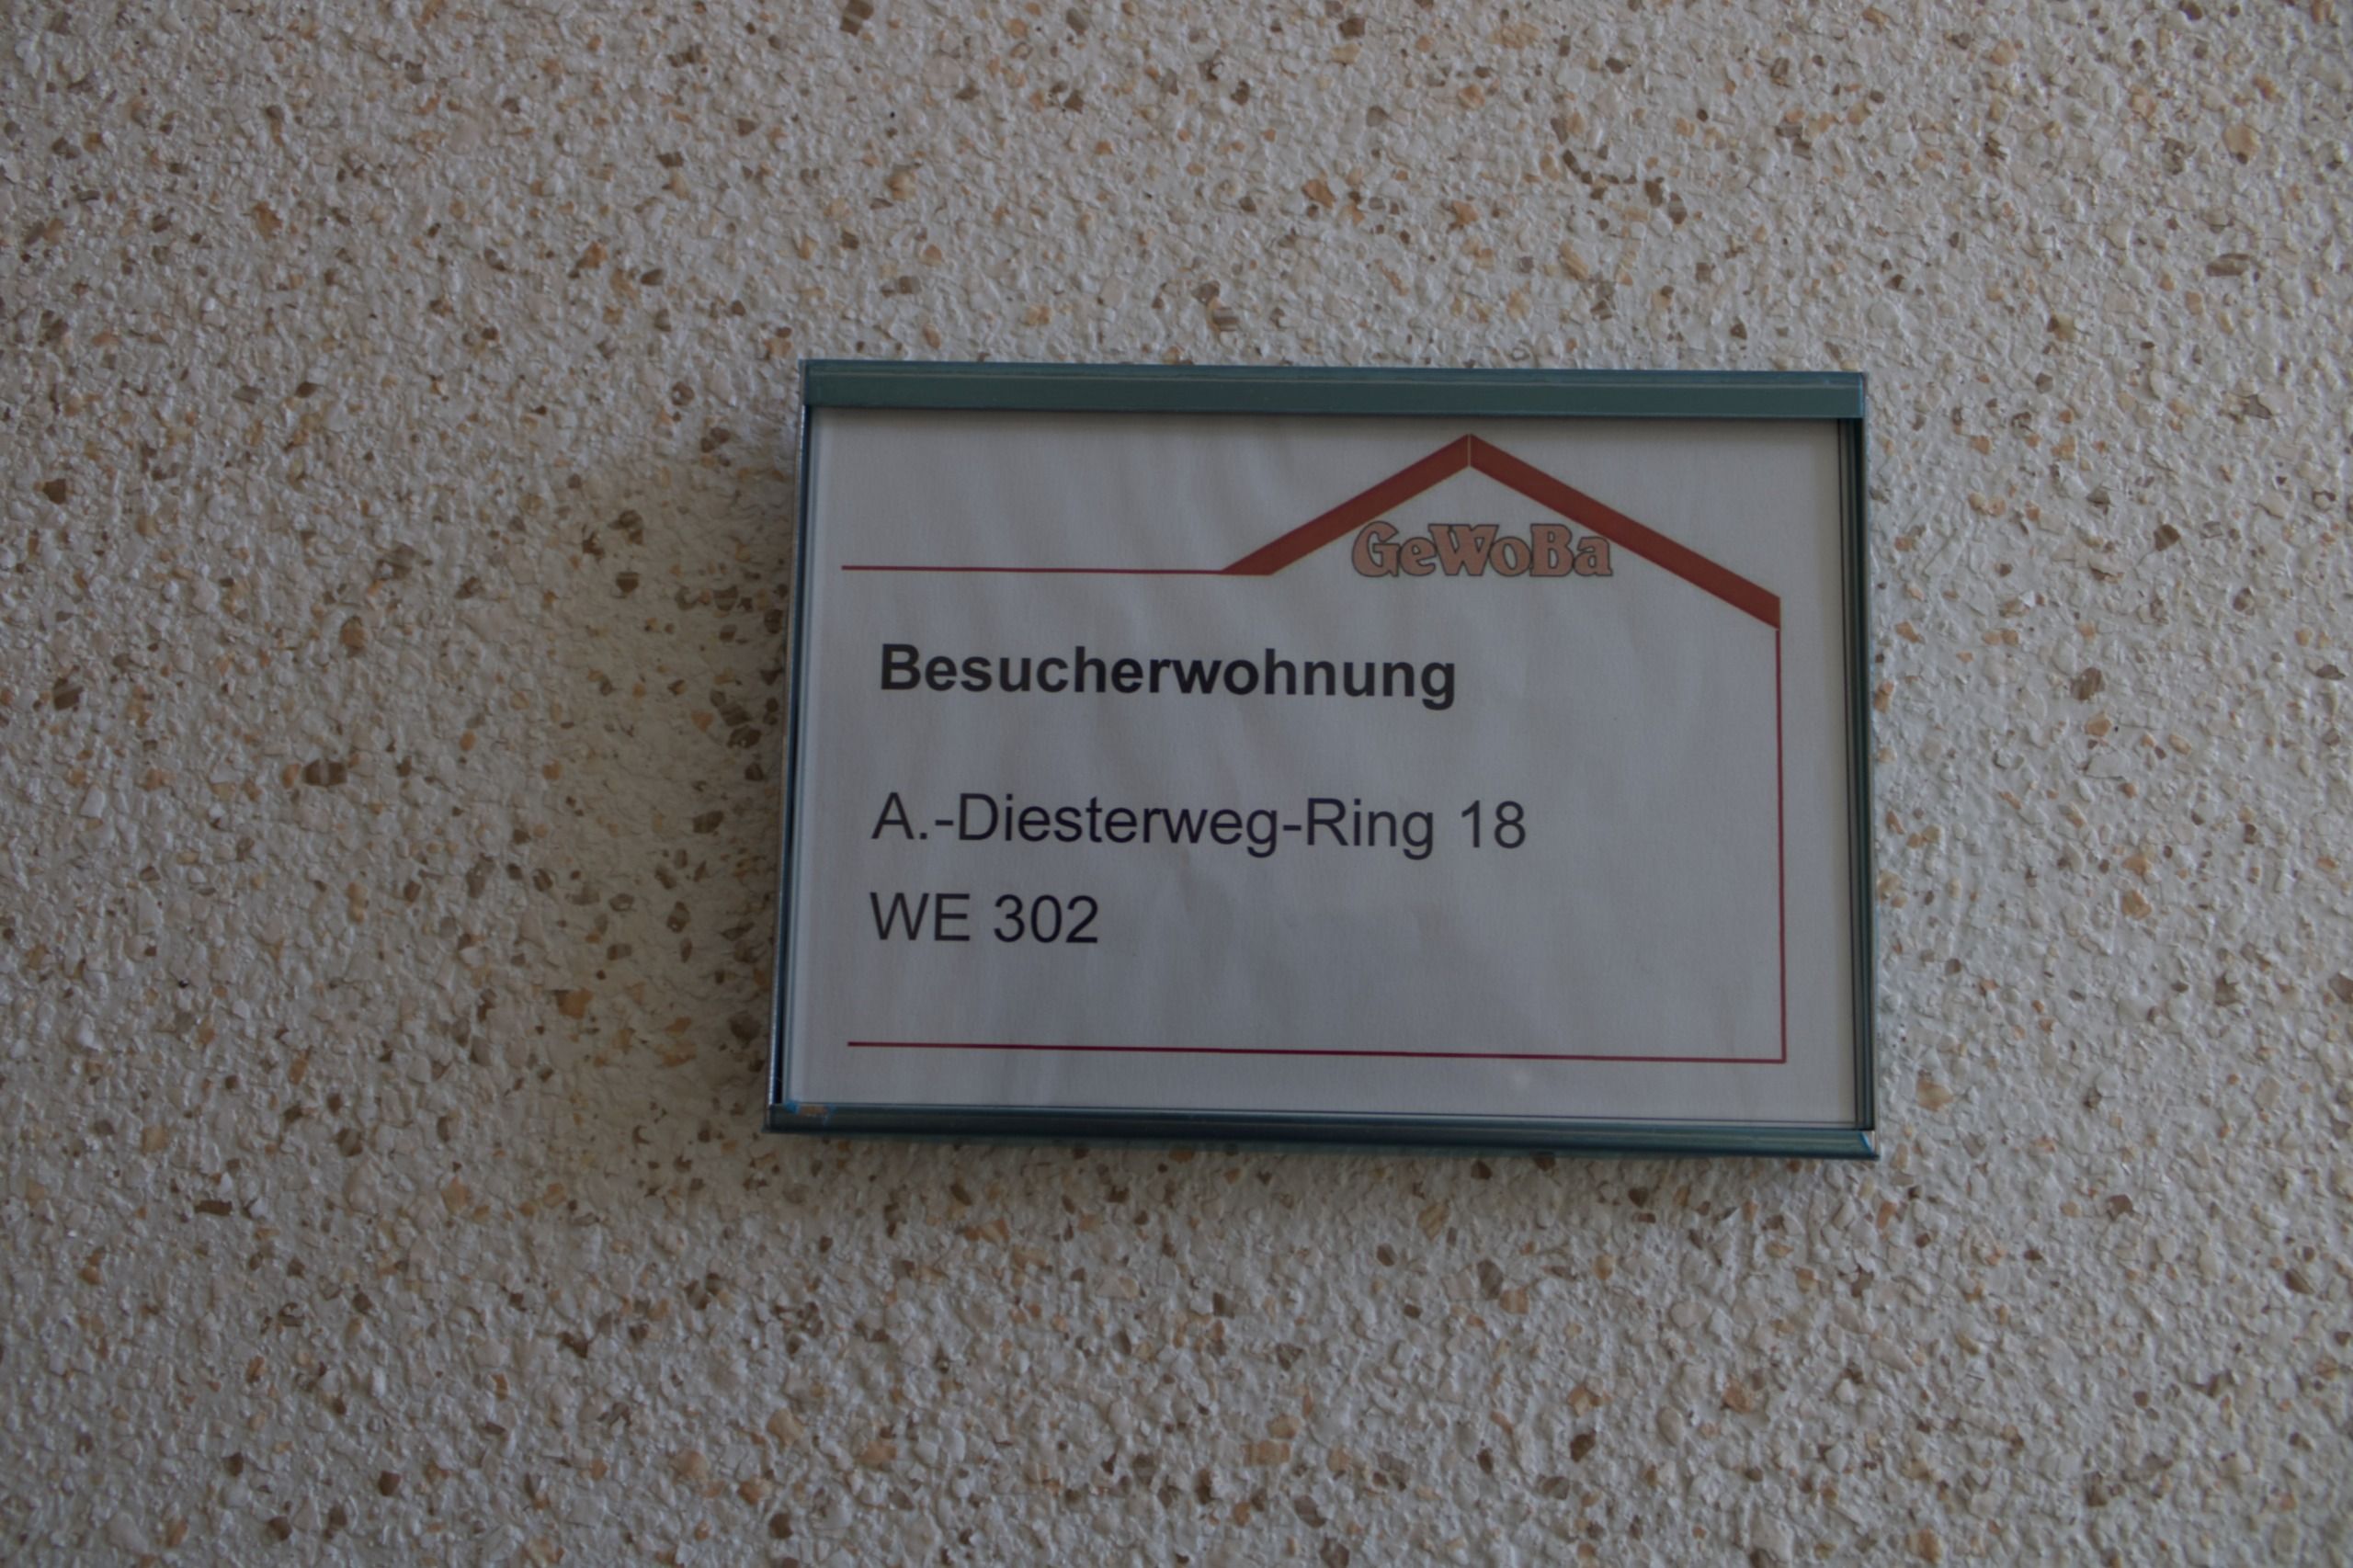 GeWoBa
Besucherwohnung
A.-Diesterweg-Ring 18
WE 302